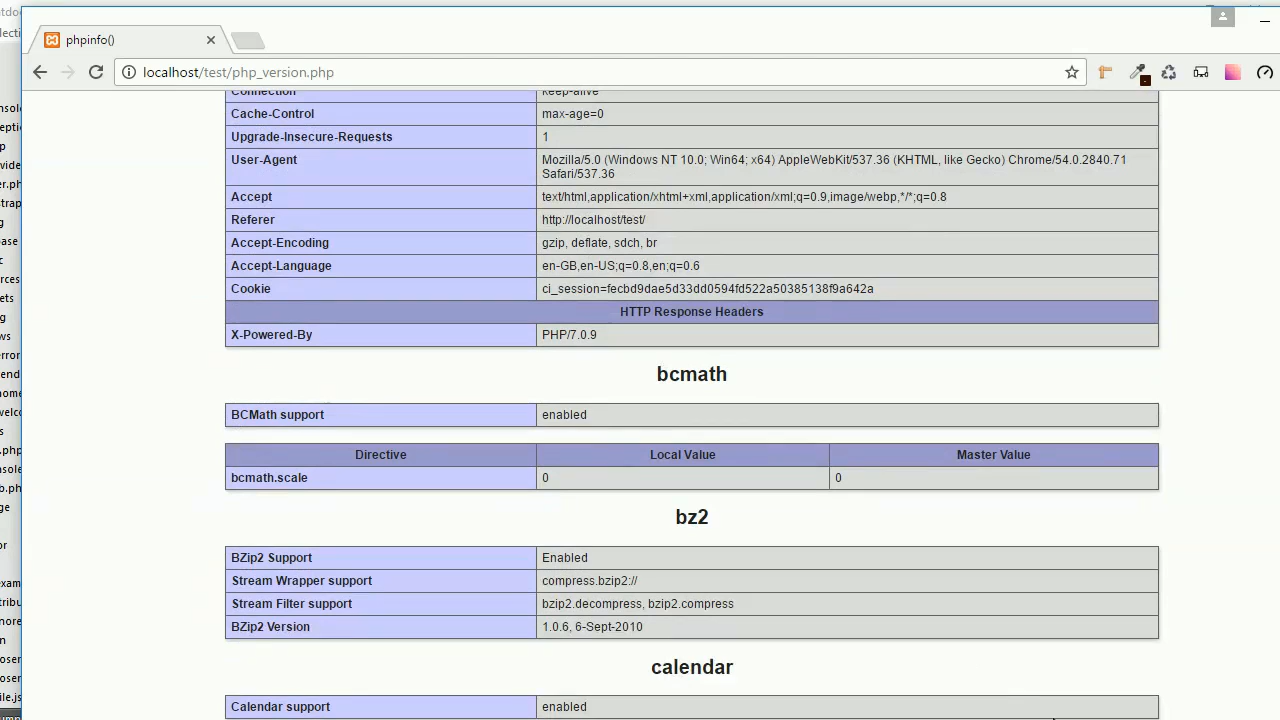 phpinfo()
localhost/test/php_version.php
Connection keep-alive
Cache-Control max-age=0
Upgrade-Insecure-Requests 1
User-Agent Mozilla/5.0 (Windows NT 10.0; Win64; x64) AppleWebKit/537.36 (KHTML, like Gecko) Chrome/54.0.2840.71
Safari/537.36
Accept text/html,application/xhtml+xml,application/xml;q=0.9,image/webp,*/*;q=0.8
Referer http://localhost/test/
Accept-Encoding gzip, deflate, sdch, br
Accept-Language en-GB,en-US;q=0.8,en;q=0.6
Cookie ci_session=fecbd9dae5d33dd0594fd522a50385138f9a642a
HTTP Response Headers
X-Powered-By PHP/7.0.9
bcmath
BCMath support enabled
Directive Local Value Master Value
bcmath.scale 0 0
bz2
BZip2 Support Enabled
Stream Wrapper support compress.bzip2://
Stream Filter support bzip2.decompress, bzip2.compress
BZip2 Version 1.0.6, 6-Sept-2010
calendar
Calendar support enabled